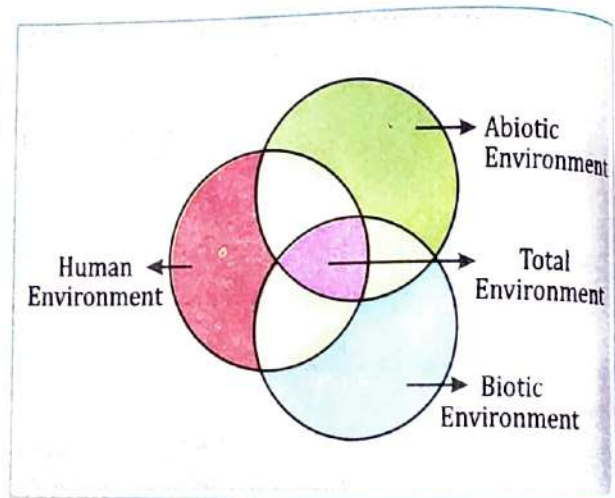 Abiotic
Environment
Human
Environment
Total
Environment
Biotic
Environment